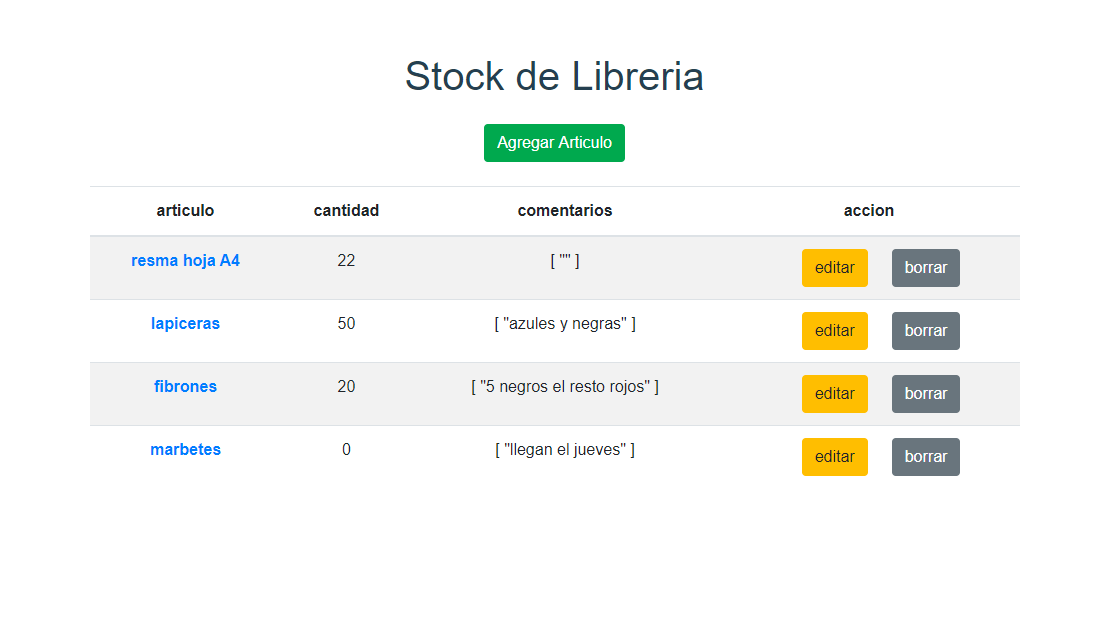 Stock de Libreria
Agregar Articulo
articulo cantidad comentarios accion
resma hoja A4 22 [ "" ] editar borrar
lapiceras 50 [ "azules y negras" ] editar borrar
fibrones 20 [ "5 negros el resto rojos" ] editar borrar
marbetes 0 [ "llegan el jueves" ] editar borrar